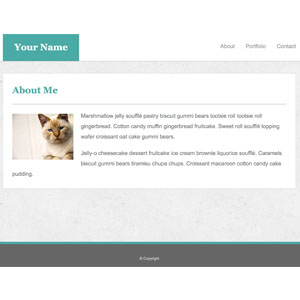 Your Name
About Portfolio Contact
About Me
Marshmallow jelly soufflé pastry biscuit gummi bears tootsie roll tootsie roll
gingerbread. Cotton candy muffin gingerbread fruitcake. Sweet roll soufflé topping
wafer croissant oat cake gummi bears.
Jelly-o cheesecake dessert fruitcake ice cream brownie liquorice soufflé. Caramels
biscuit gummi bears tiramisu chupa chups. Croissant macaroon cotton candy cake
pudding.
© Copyright